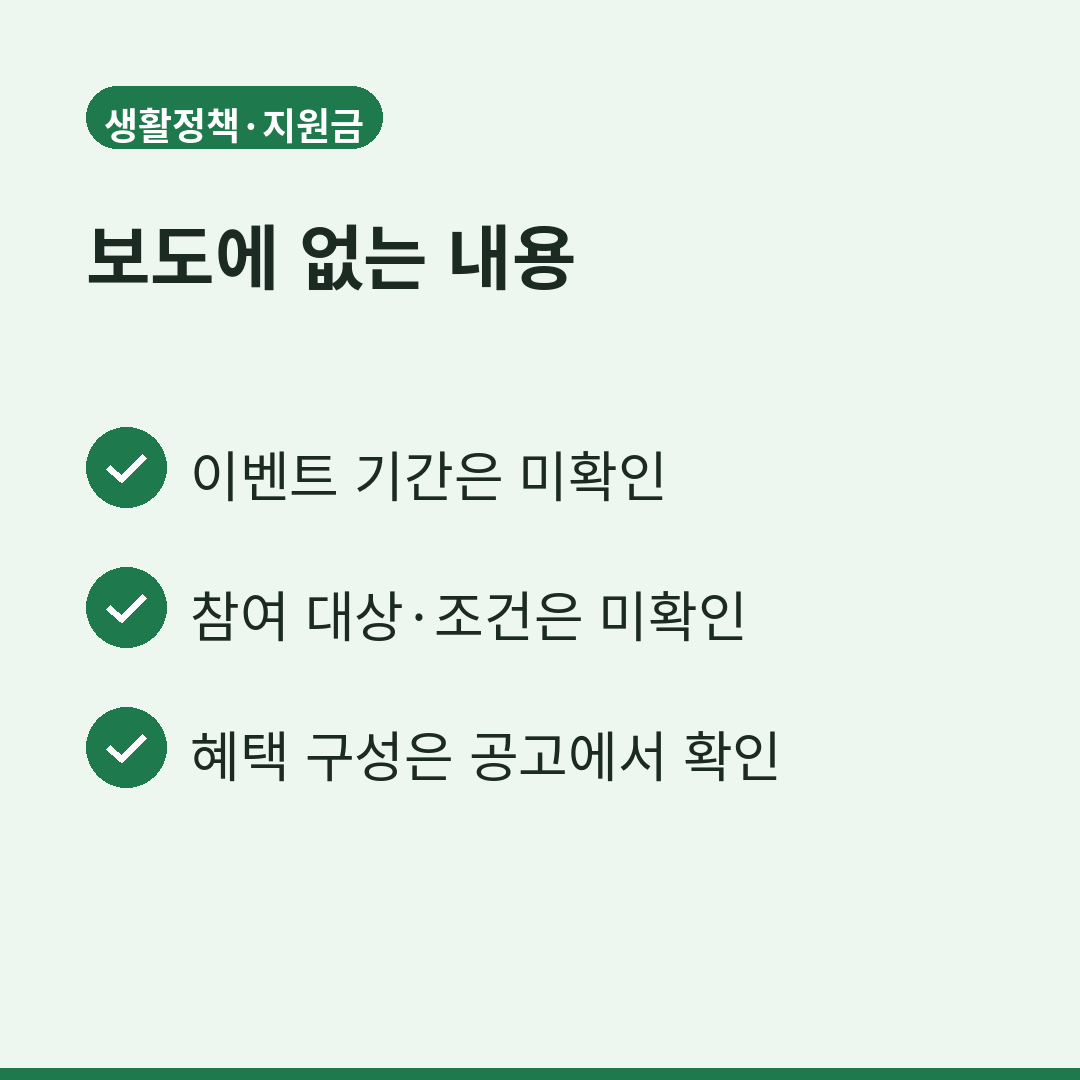 생활정책·지원금
보도에 없는 내용
이벤트 기간은 미확인
참여 대상·조건은 미확인
혜택 구성은 공고에서 확인